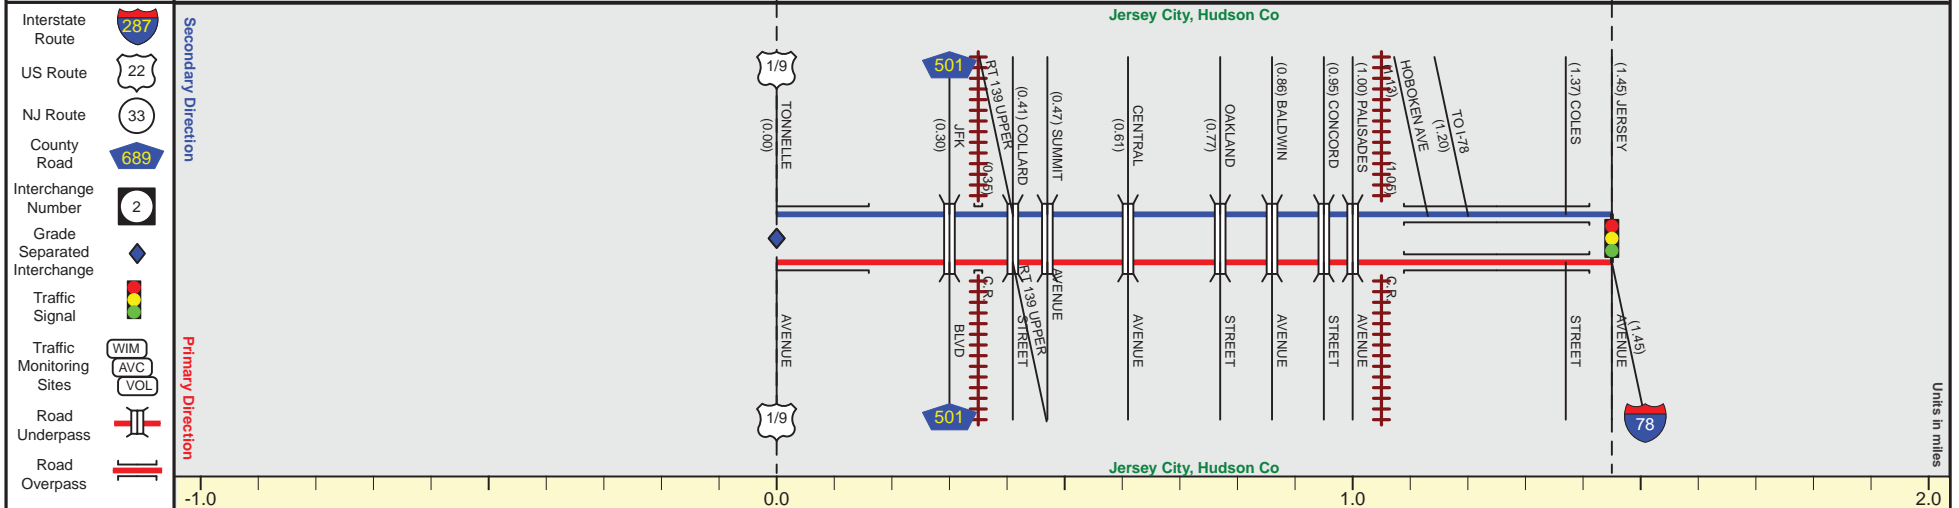 Interstate
Route
287
US Route
22
NJ Route
33
County
Road
689
Interchange
Number
2
Grade
Separated
Interchange
Traffic
Signal
Traffic
Monitoring
Sites
WIM
AVC
VOL
Road
Underpass
Road
Overpass
Secondary Direction
Primary Direction
Jersey City, Hudson Co
1/9
TONNELLE
(0.00)
AVENUE
1/9
501
JFK
(0.30)
BLVD
501
(0.35)
C.R.
RT 139 UPPER
(0.41) COLLARD
STREET
RT 139 UPPER
(0.47) SUMMIT
AVENUE
CENTRAL
(0.61)
AVENUE
OAKLAND
(0.77)
STREET
(0.86) BALDWIN
AVENUE
(0.95) CONCORD
STREET
(1.00) PALISADES
AVENUE
(1.05)
C.R.
(1.13)
HOBOKEN AVE
TO I-78
(1.20)
(1.37) COLES
STREET
(1.45) JERSEY
AVENUE
(1.45)
78
Units in miles
Jersey City, Hudson Co
-1.0
0.0
1.0
2.0